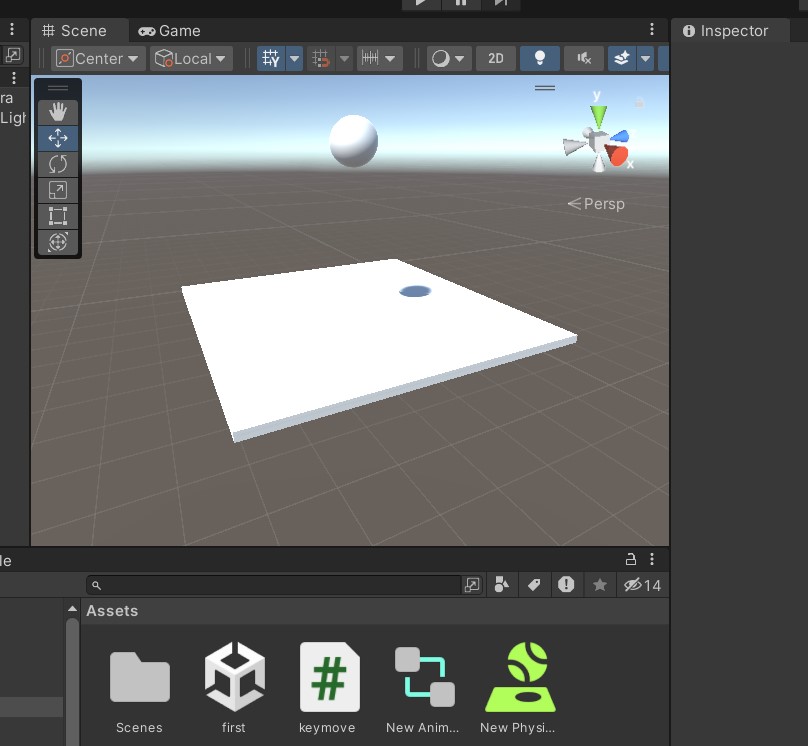 Scene
Game
Inspector
Center
Local
2D
ra
Ligh
y
x
Persp
le
14
Assets
Scenes
first
keymove
New Anim...
New Physi...